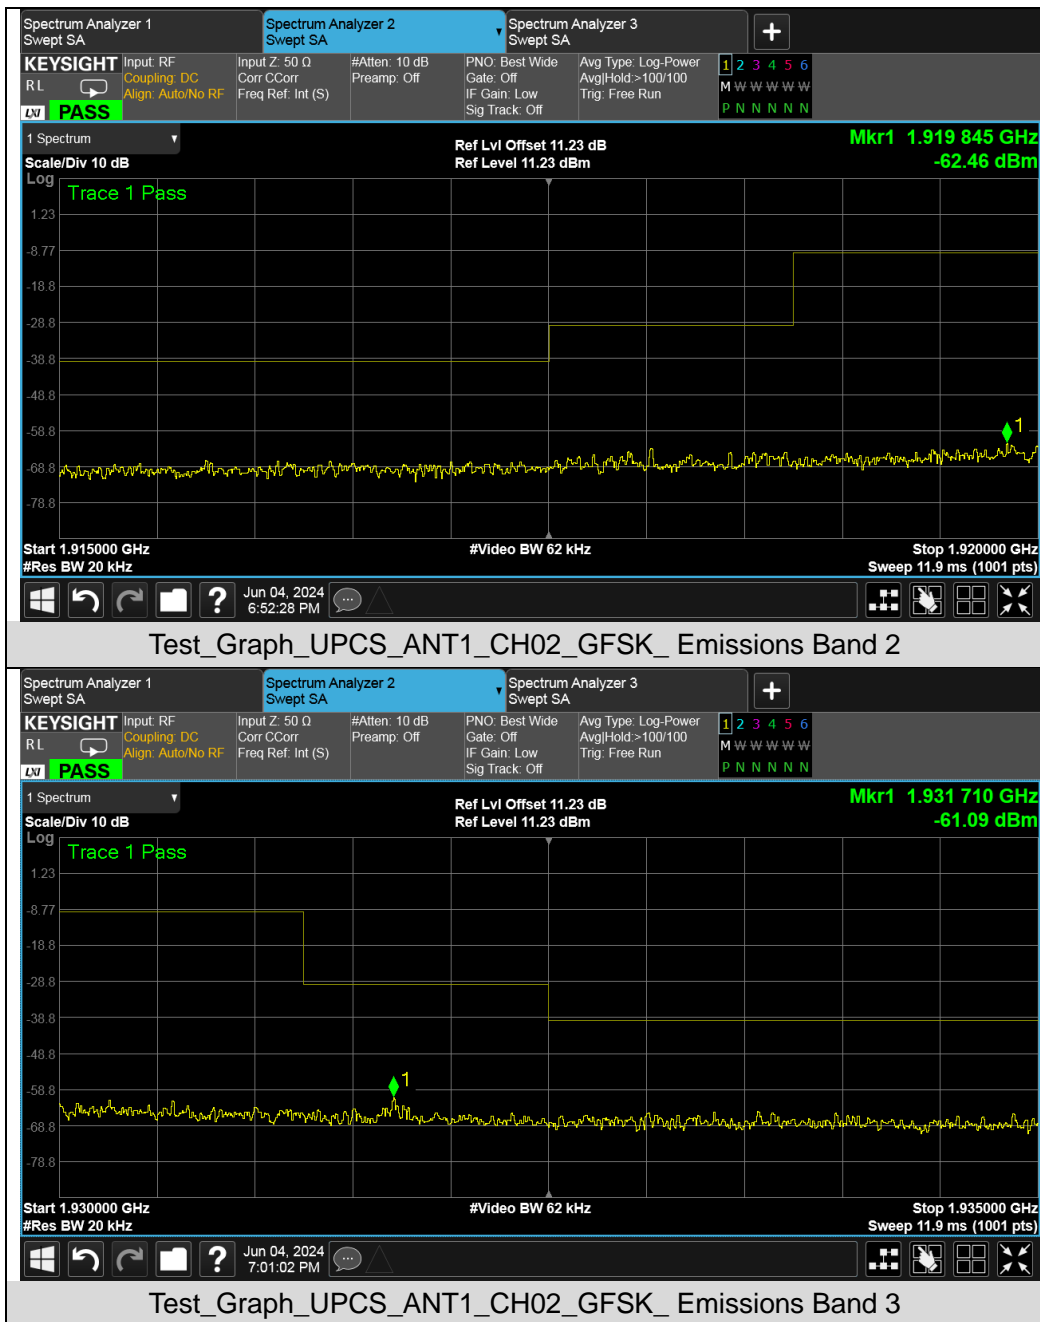 Spectrum Analyzer 1
Swept SA
Spectrum Analyzer 2
Swept SA
Spectrum Analyzer 3
Swept SA
KEYSIGHT
RL
LXI PASS
Input: RF
Coupling: DC
Align: Auto/No RF
Input Z: 50 Ω
Corr CCorr
Freq Ref: Int (S)
#Atten: 10 dB
Preamp: Off
PNO: Best Wide
Gate: Off
IF Gain: Low
Sig Track: Off
Avg Type: Log-Power
Avg|Hold:>100/100
Trig: Free Run
1 2 3 4 5 6
M W W W W W
P N N N N N
1 Spectrum
Scale/Div 10 dB
Log
Ref Lvl Offset 11.23 dB
Ref Level 11.23 dBm
Mkr1 1.919 845 GHz
-62.46 dBm
Trace 1 Pass
1.23
-8.77
-18.8
-28.8
-38.8
-48.8
-58.8
-68.8
-78.8
1
Start 1.915000 GHz
#Res BW 20 kHz
#Video BW 62 kHz
Stop 1.920000 GHz
Sweep 11.9 ms (1001 pts)
?
Jun 04, 2024
6:52:28 PM
Test_Graph_UPCS_ANT1_CH02_GFSK_ Emissions Band 2
Spectrum Analyzer 1
Swept SA
Spectrum Analyzer 2
Swept SA
Spectrum Analyzer 3
Swept SA
KEYSIGHT
RL
LXI PASS
Input: RF
Coupling: DC
Align: Auto/No RF
Input Z: 50 Ω
Corr CCorr
Freq Ref: Int (S)
#Atten: 10 dB
Preamp: Off
PNO: Best Wide
Gate: Off
IF Gain: Low
Sig Track: Off
Avg Type: Log-Power
Avg|Hold:>100/100
Trig: Free Run
1 2 3 4 5 6
M W W W W W
P N N N N N
1 Spectrum
Scale/Div 10 dB
Log
Ref Lvl Offset 11.23 dB
Ref Level 11.23 dBm
Mkr1 1.931 710 GHz
-61.09 dBm
Trace 1 Pass
1.23
-8.77
-18.8
-28.8
-38.8
-48.8
-58.8
-68.8
-78.8
1
Start 1.930000 GHz
#Res BW 20 kHz
#Video BW 62 kHz
Stop 1.935000 GHz
Sweep 11.9 ms (1001 pts)
?
Jun 04, 2024
7:01:02 PM
Test_Graph_UPCS_ANT1_CH02_GFSK_ Emissions Band 3